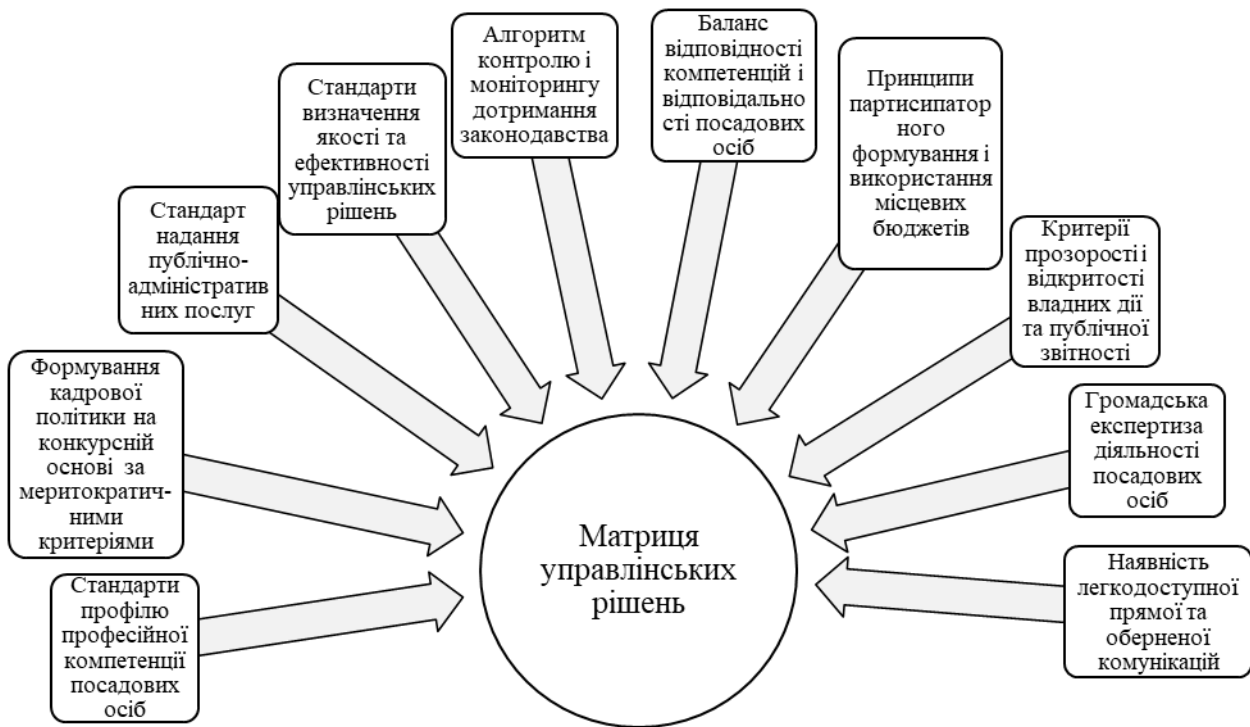 Стандарти
профілю
професійної
компетенції
посадових
осіб
Формування
кадрової
політики на
конкурсній
основі за
меритократич-
ними
критеріями
Стандарт
надання
публічно-
адміністратив
них послуг
Стандарти
визначення
якості та
ефективності
управлінських
рішень
Алгоритм
контролю і
моніторингу
дотримання
законодавства
Баланс
відповідності
компетенцій і
відповідально
сті посадових
осіб
Принципи
партисипатор
ного
формування і
використання
місцевих
бюджетів
Критерії
прозорості і
відкритості
владних дії
та публічної
звітності
Громадська
експертиза
діяльності
посадових
осіб
Наявність
легкодоступної
прямої та
оберненої
комунікацій
Матриця
управлінських
рішень